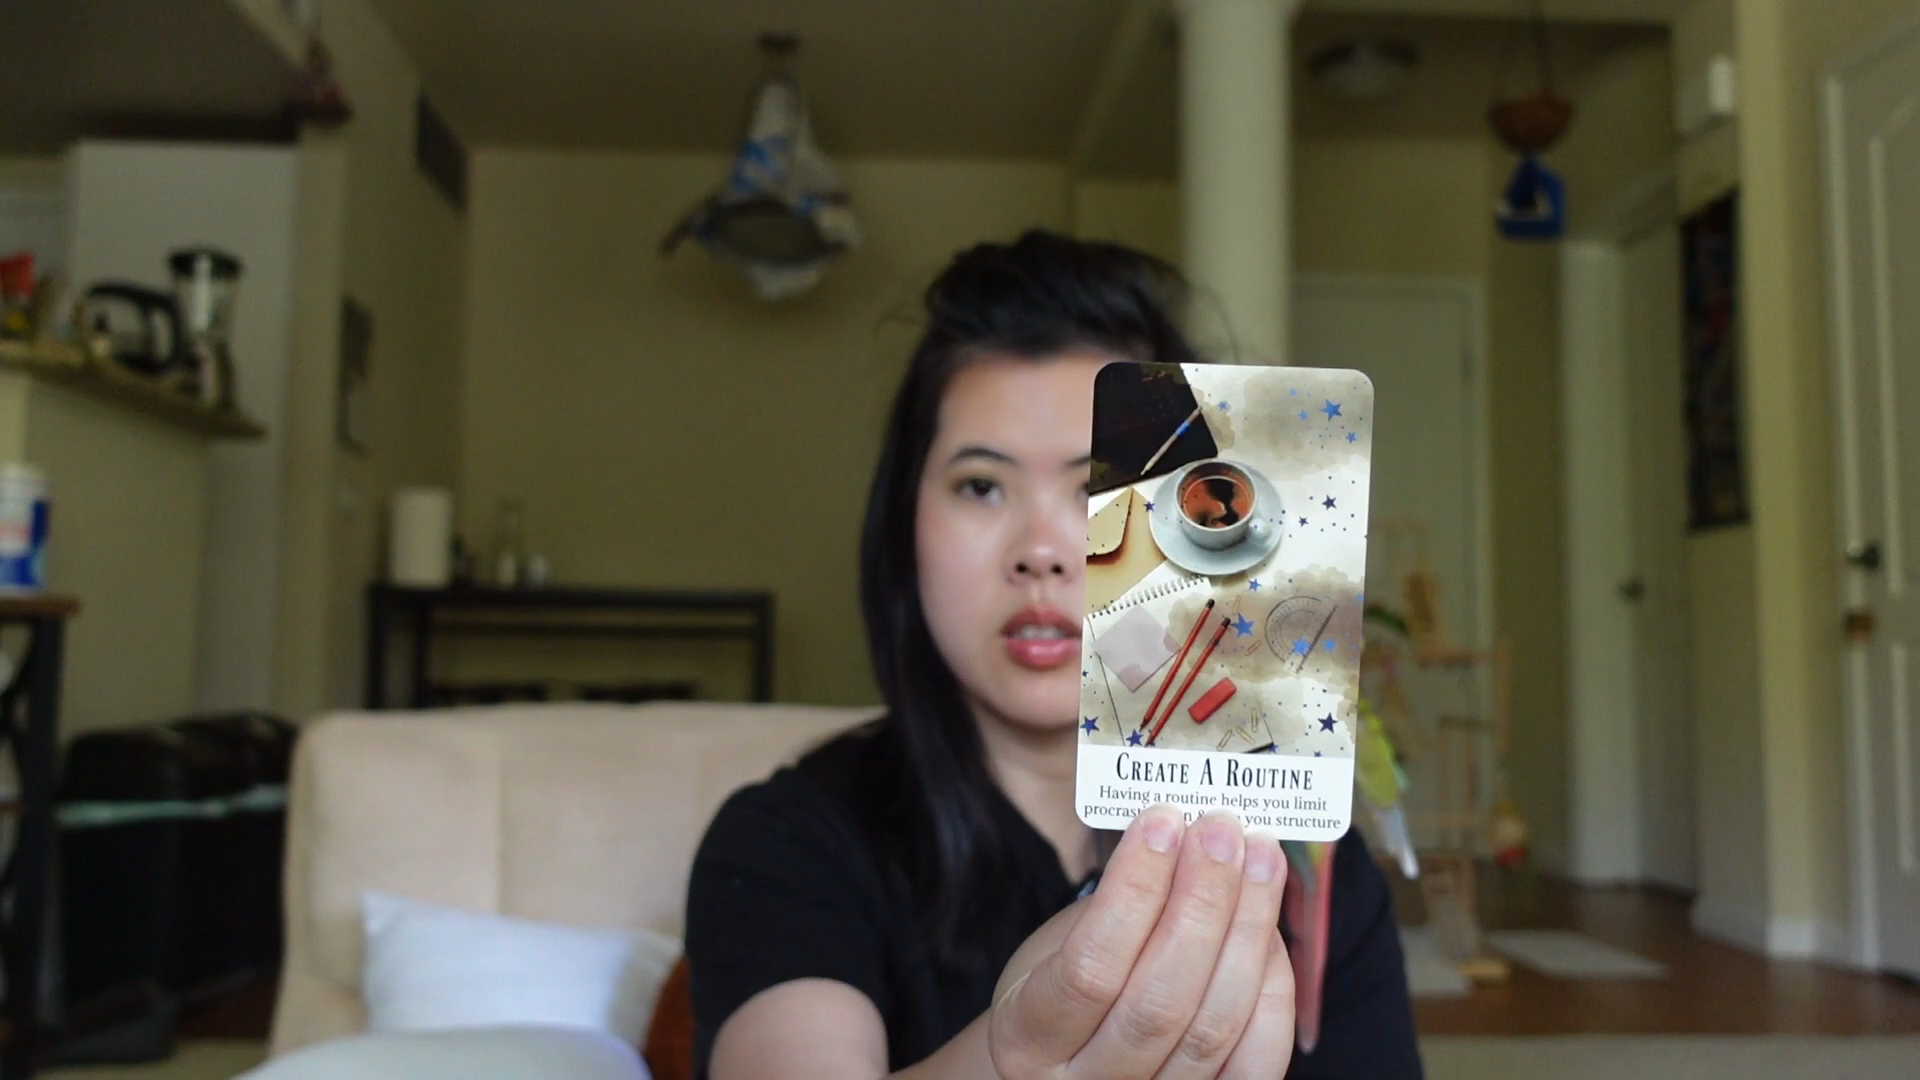 Create A Routine
Having a routine helps you limit
you structure